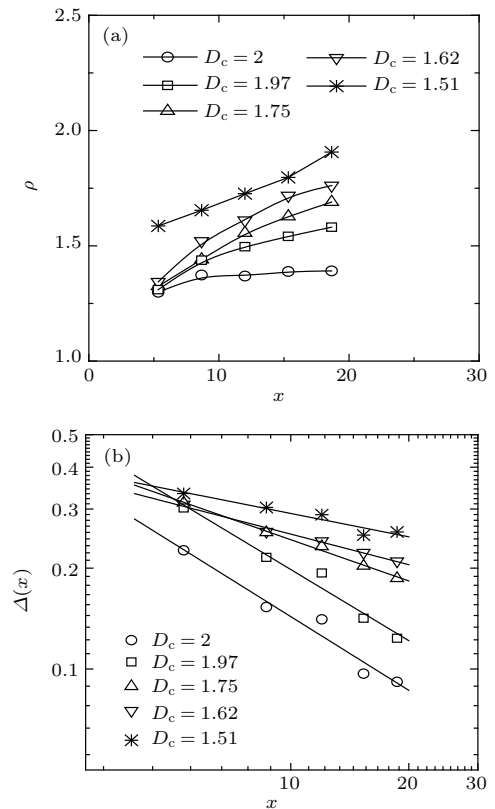 2.5
(a)
D_c = 2
D_c = 1.62
D_c = 1.97
D_c = 1.51
D_c = 1.75
2.0
ρ
1.5
1.0
0 10 20 30
x
0.5
(b)
0.4
0.3
0.2
Δ(x)
D_c = 2
0.1
D_c = 1.97
D_c = 1.75
D_c = 1.62
D_c = 1.51
10 20 30
x